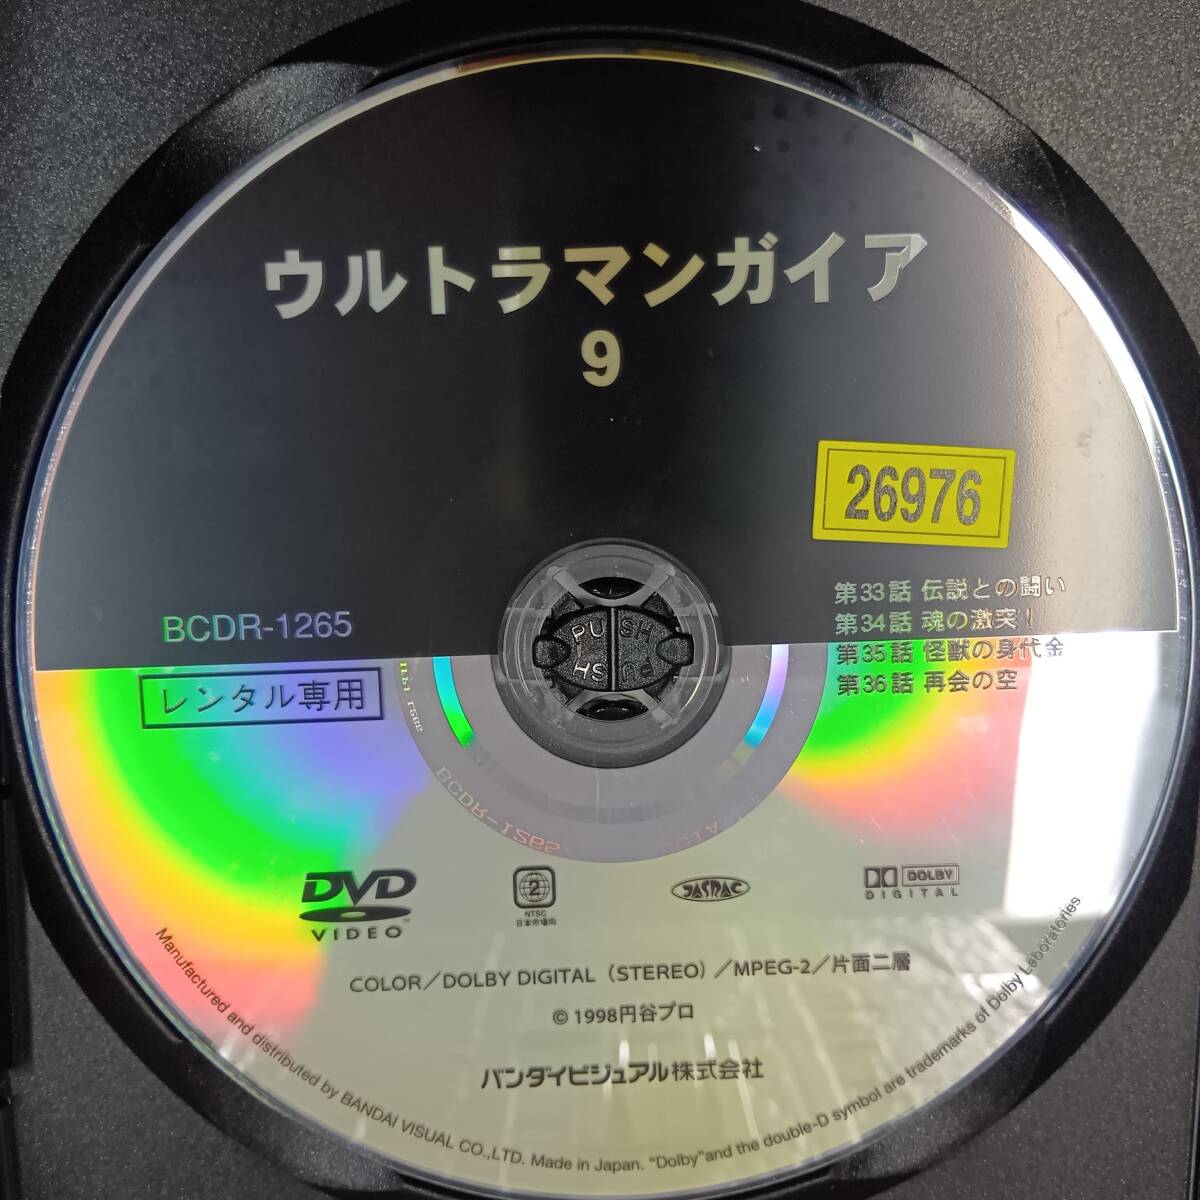 ウルトラマンガイア
9
26976
第33話 伝説との闘い
第34話 魂の激突！
第35話 怪獣の身代金
第36話 再会の空
BCDR-1265
レンタル専用
PUSH
PUSH
BCDR-1265
DVD
VIDEO™
2
NTSC
日本市場向
JASRAC
DOLBY
DIGITAL
COLOR／DOLBY DIGITAL（STEREO）／MPEG-2／片面二層
© 1998円谷プロ
バンダイビジュアル株式会社
Manufactured and distributed by BANDAI VISUAL CO.,LTD. Made in Japan. "Dolby"and the double-D symbol are trademarks of Dolby Laboratories